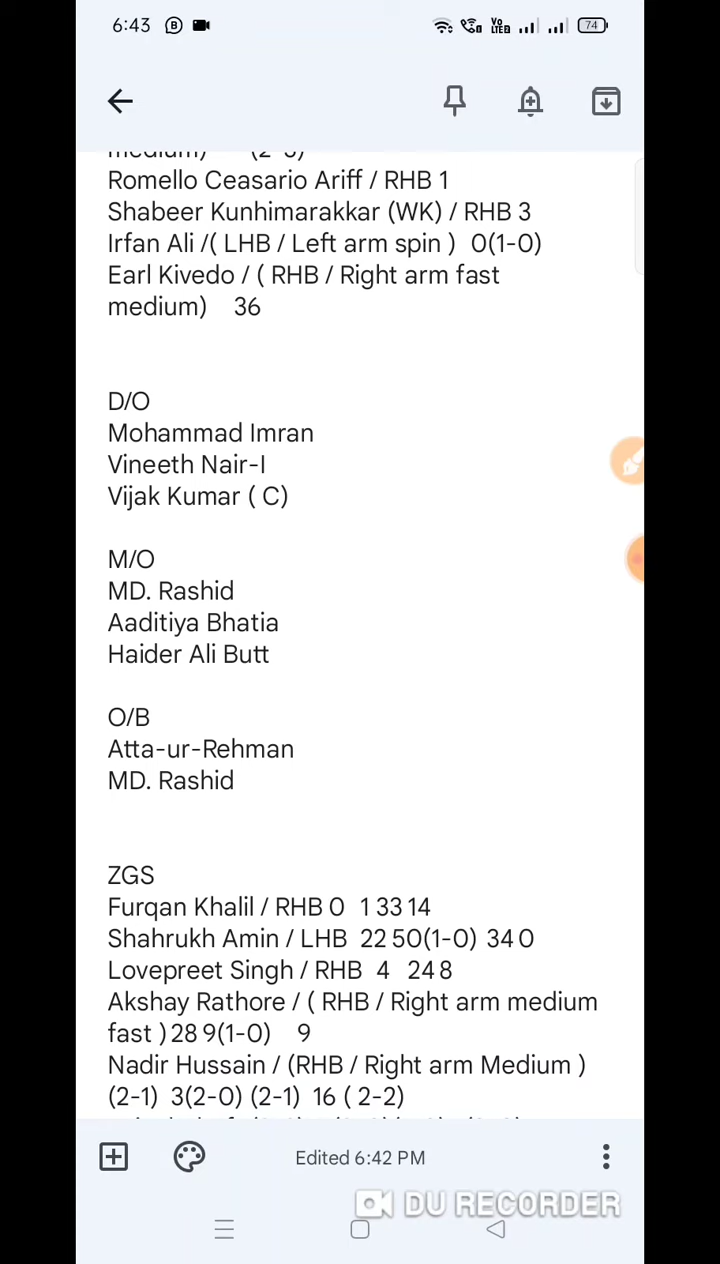 6:43
VO LTE2 74
Romello Ceasario Ariff / RHB 1
Shabeer Kunhimarakkar (WK) / RHB 3
Irfan Ali /( LHB / Left arm spin )  0(1-0)
Earl Kivedo / ( RHB / Right arm fast
medium)    36
D/O
Mohammad Imran
Vineeth Nair-I
Vijak Kumar ( C)
M/O
MD. Rashid
Aaditiya Bhatia
Haider Ali Butt
O/B
Atta-ur-Rehman
MD. Rashid
ZGS
Furqan Khalil / RHB 0  1 33 14
Shahrukh Amin / LHB  22 50(1-0)  34 0
Lovepreet Singh / RHB  4   24 8
Akshay Rathore / ( RHB / Right arm medium
fast ) 28 9(1-0)    9
Nadir Hussain / (RHB / Right arm Medium )
(2-1)  3(2-0) (2-1)  16 ( 2-2)
Edited 6:42 PM
DU RECORDER